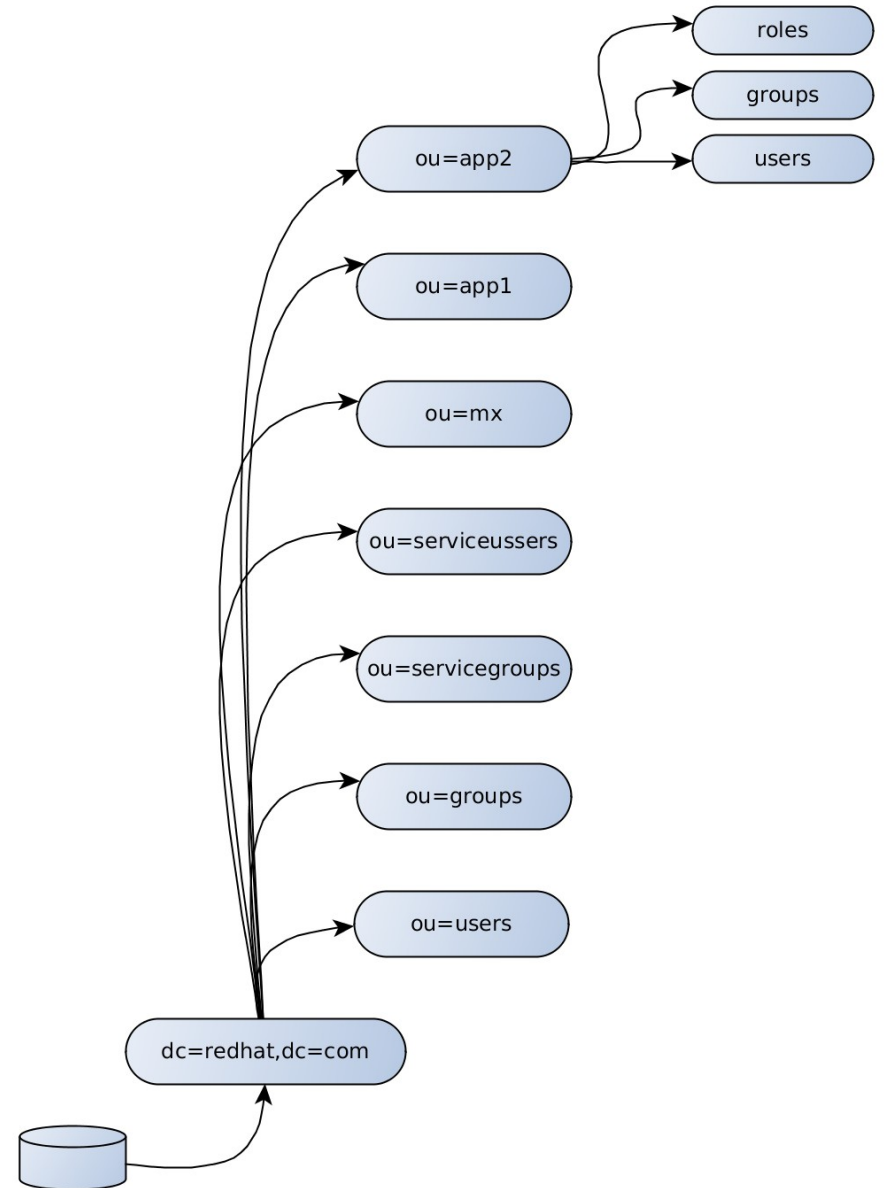 roles
groups
ou=app2
users
ou=app1
ou=mx
ou=serviceussers
ou=servicegroups
ou=groups
ou=users
dc=redhat,dc=com